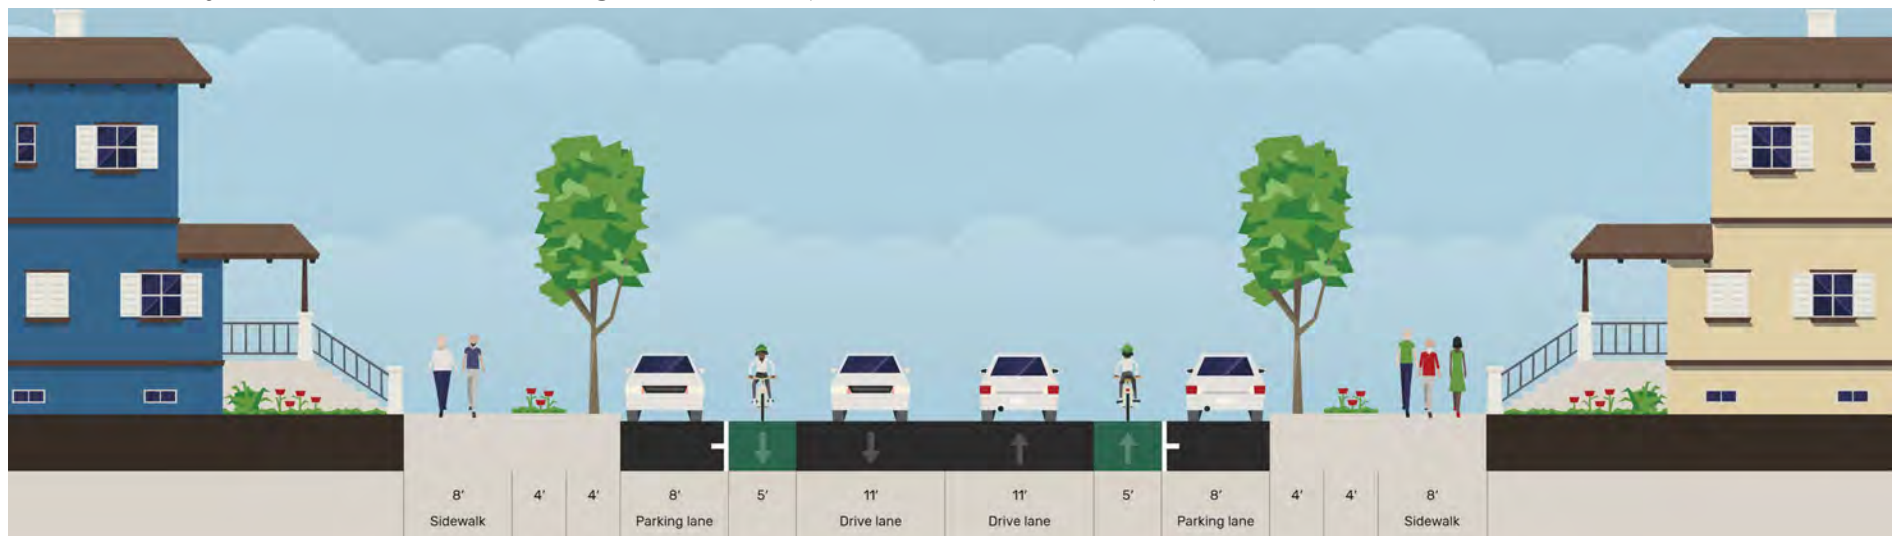 8' 4' 4' 8' 5' 11' 11' 5' 8' 4' 4' 8'
Sidewalk Parking lane Drive lane Drive lane Parking lane Sidewalk